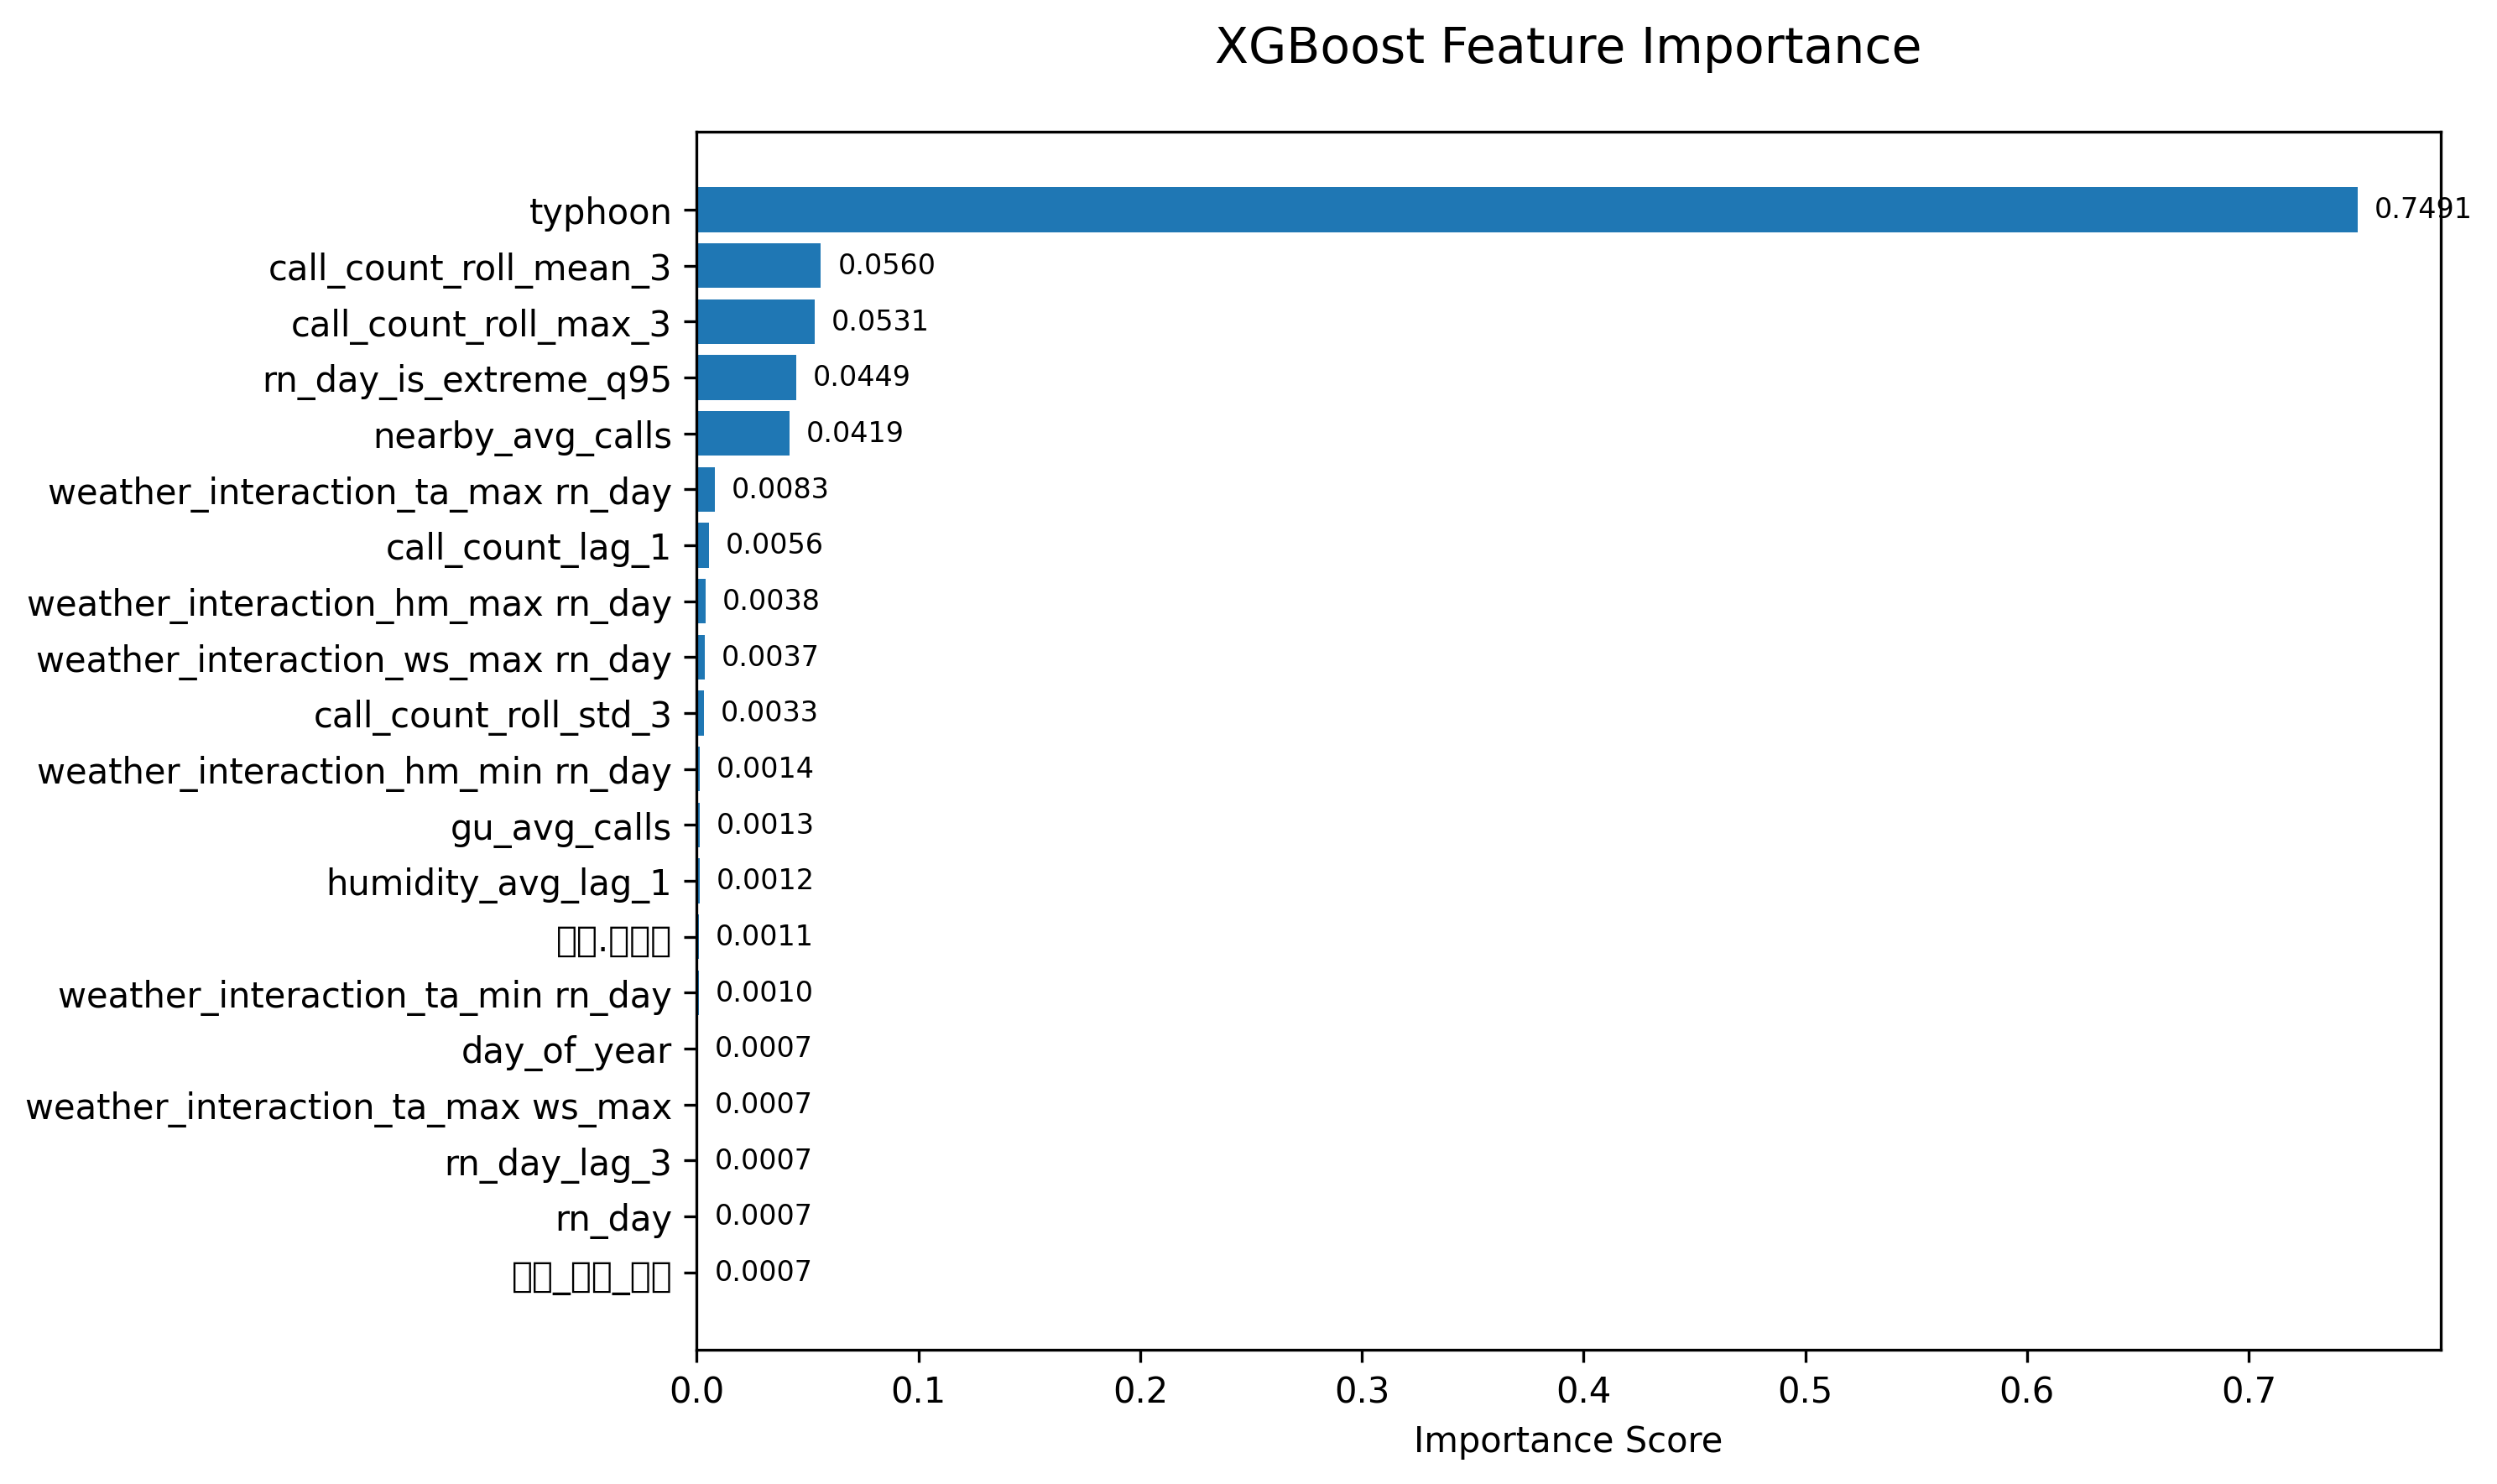 XGBoost Feature Importance
typhoon 0.7491
call_count_roll_mean_3 0.0560
call_count_roll_max_3 0.0531
rn_day_is_extreme_q95 0.0449
nearby_avg_calls 0.0419
weather_interaction_ta_max rn_day 0.0083
call_count_lag_1 0.0056
weather_interaction_hm_max rn_day 0.0038
weather_interaction_ws_max rn_day 0.0037
call_count_roll_std_3 0.0033
weather_interaction_hm_min rn_day 0.0014
gu_avg_calls 0.0013
humidity_avg_lag_1 0.0012
0.0011
weather_interaction_ta_min rn_day 0.0010
day_of_year 0.0007
weather_interaction_ta_max ws_max 0.0007
rn_day_lag_3 0.0007
rn_day 0.0007
0.0007
0.0 0.1 0.2 0.3 0.4 0.5 0.6 0.7
Importance Score